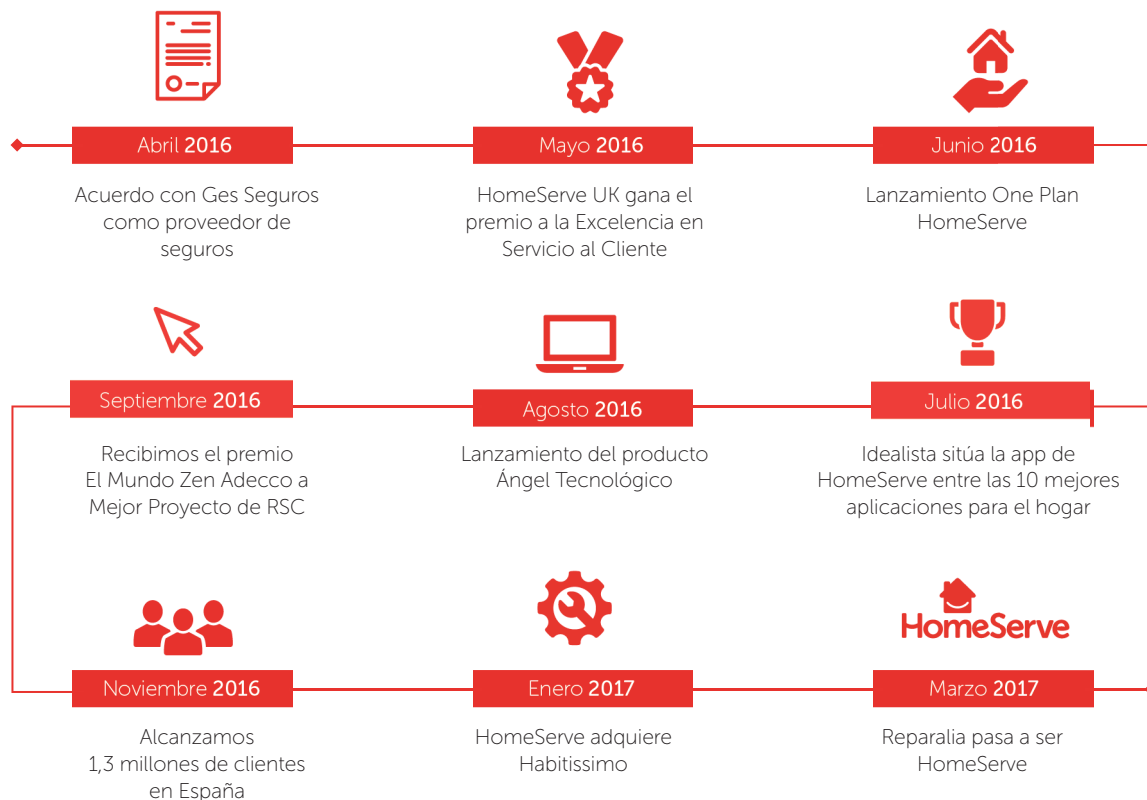 Abril 2016
Acuerdo con Ges Seguros
como proveedor de
seguros
Mayo 2016
HomeServe UK gana el
premio a la Excelencia en
Servicio al Cliente
Junio 2016
Lanzamiento One Plan
HomeServe
Julio 2016
Idealista sitúa la app de
HomeServe entre las 10 mejores
aplicaciones para el hogar
Agosto 2016
Lanzamiento del producto
Ángel Tecnológico
Septiembre 2016
Recibimos el premio
El Mundo Zen Adecco a
Mejor Proyecto de RSC
Noviembre 2016
Alcanzamos
1,3 millones de clientes
en España
Enero 2017
HomeServe adquiere
Habitissimo
HomeServe
Marzo 2017
Reparalia pasa a ser
HomeServe